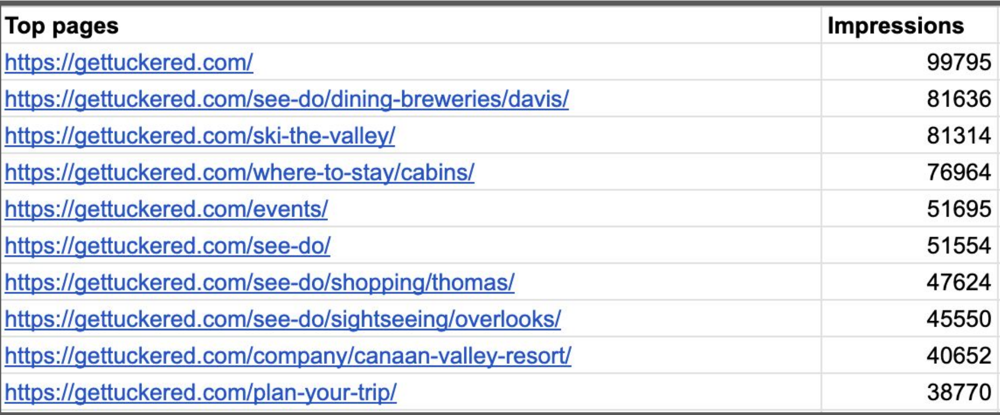 Top pages Impressions
https://gettuckered.com/ 99795
https://gettuckered.com/see-do/dining-breweries/davis/ 81636
https://gettuckered.com/ski-the-valley/ 81314
https://gettuckered.com/where-to-stay/cabins/ 76964
https://gettuckered.com/events/ 51695
https://gettuckered.com/see-do/ 51554
https://gettuckered.com/see-do/shopping/thomas/ 47624
https://gettuckered.com/see-do/sightseeing/overlooks/ 45550
https://gettuckered.com/company/canaan-valley-resort/ 40652
https://gettuckered.com/plan-your-trip/ 38770